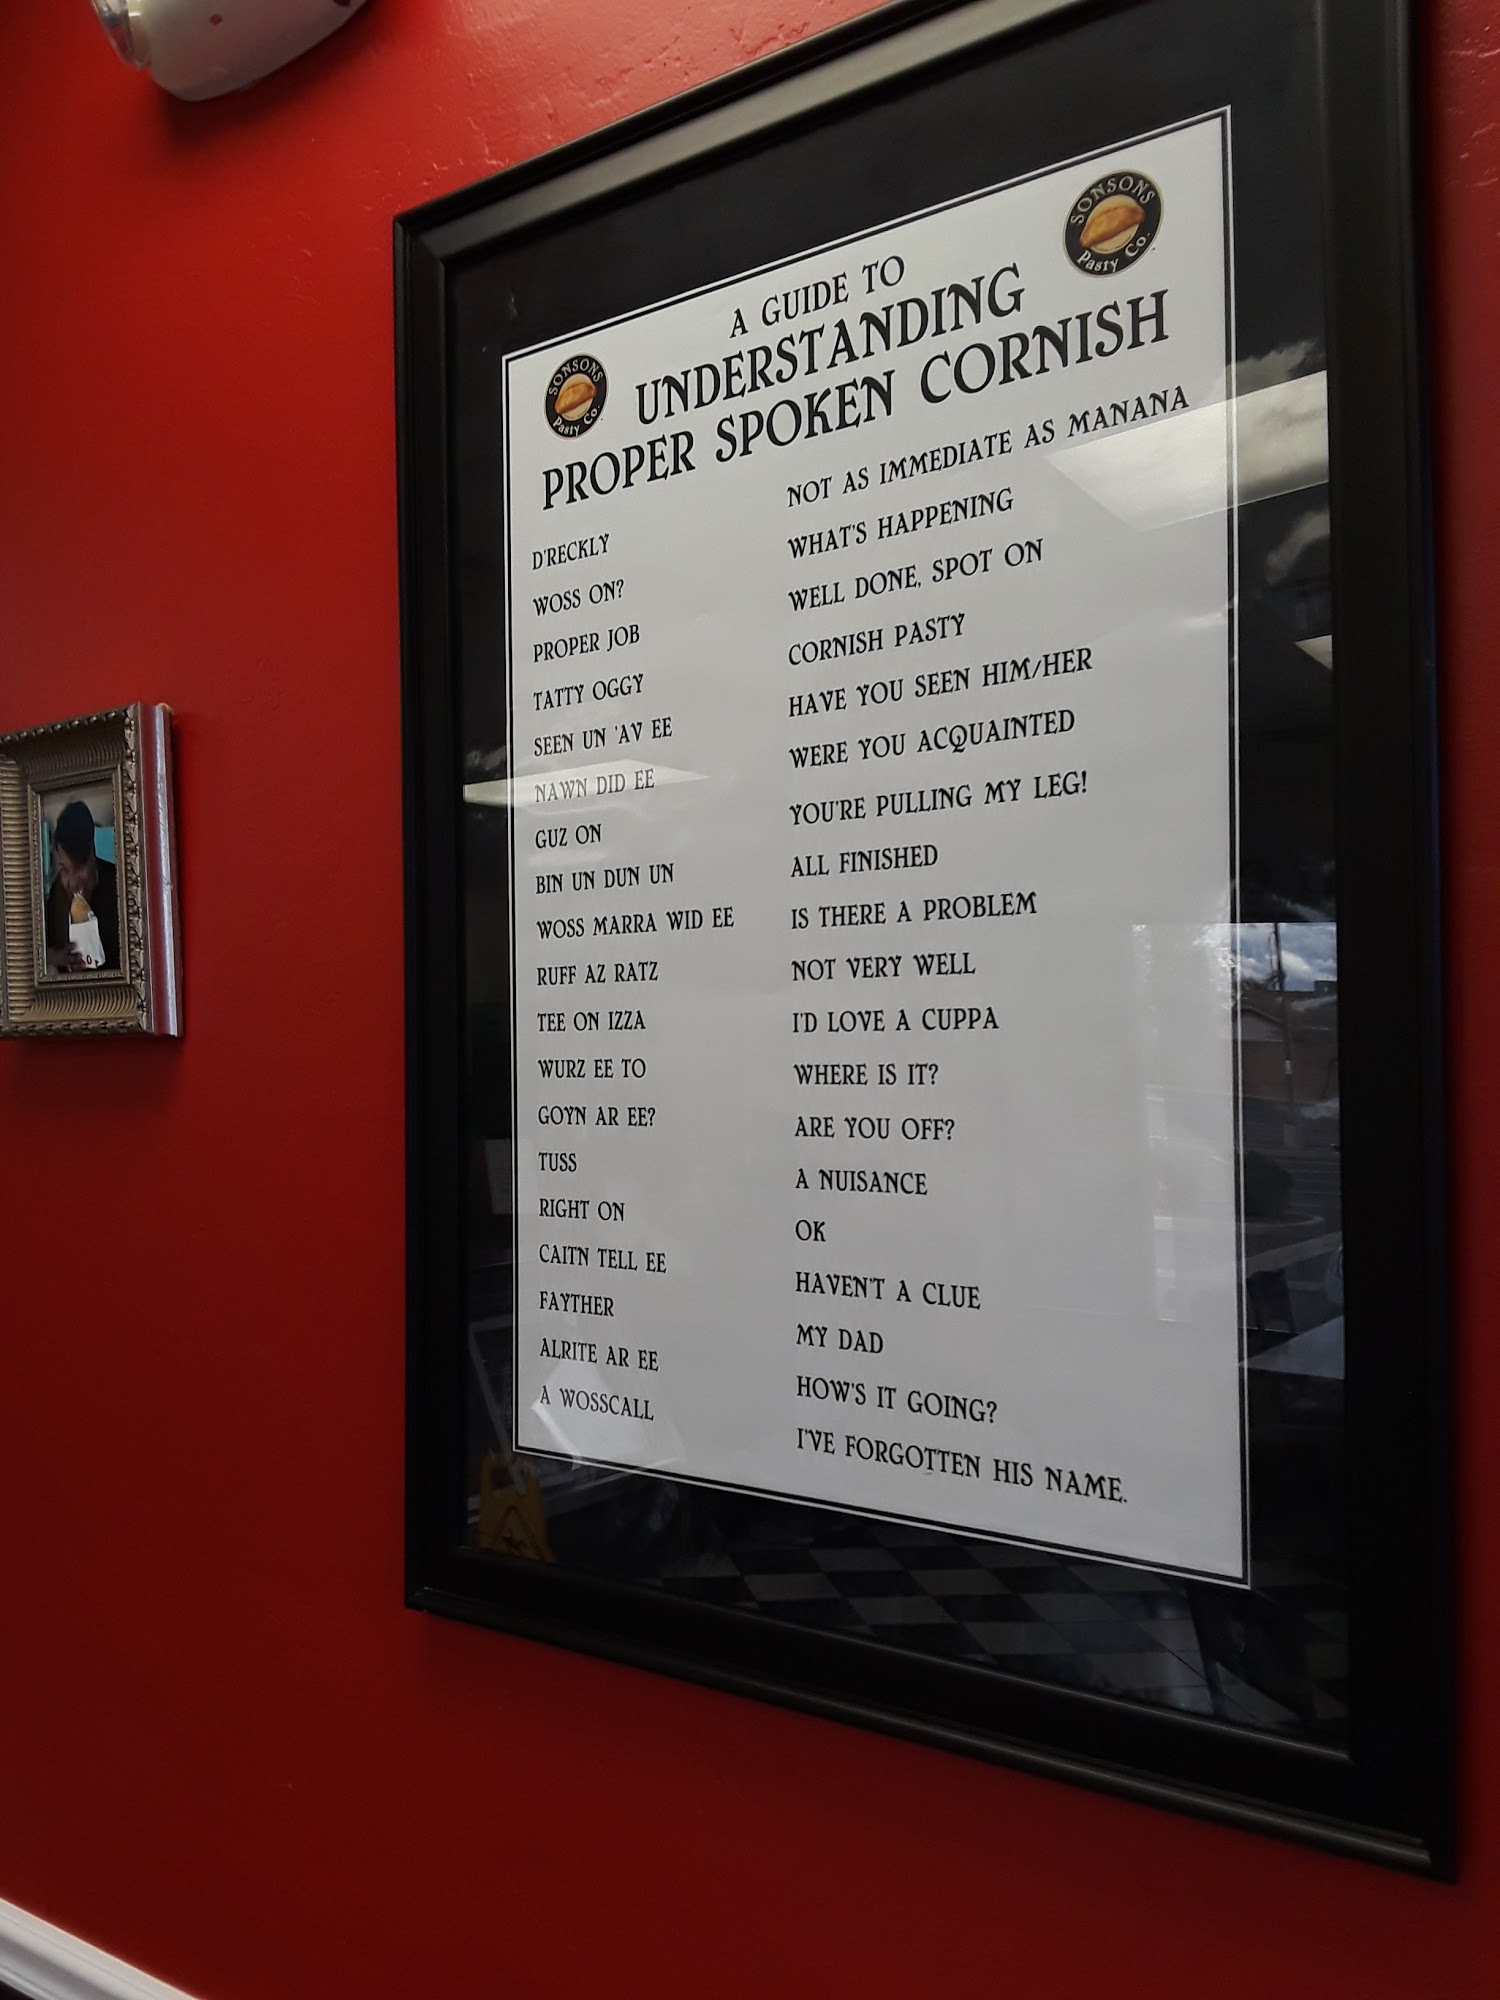 SONSONS
Pasty Co.
SONSONS
Pasty Co.
A GUIDE TO
UNDERSTANDING
PROPER SPOKEN CORNISH
D'RECKLY NOT AS IMMEDIATE AS MANANA
WOSS ON? WHAT'S HAPPENING
PROPER JOB WELL DONE, SPOT ON
TATTY OGGY CORNISH PASTY
SEEN UN 'AV EE HAVE YOU SEEN HIM/HER
NAWN DID EE WERE YOU ACQUAINTED
GUZ ON YOU'RE PULLING MY LEG!
BIN UN DUN UN ALL FINISHED
WOSS MARRA WID EE IS THERE A PROBLEM
RUFF AZ RATZ NOT VERY WELL
TEE ON IZZA I'D LOVE A CUPPA
WURZ EE TO WHERE IS IT?
GOYN AR EE? ARE YOU OFF?
TUSS A NUISANCE
RIGHT ON OK
CAITN TELL EE HAVEN'T A CLUE
FAYTHER MY DAD
ALRITE AR EE HOW'S IT GOING?
A WOSSCALL I'VE FORGOTTEN HIS NAME.